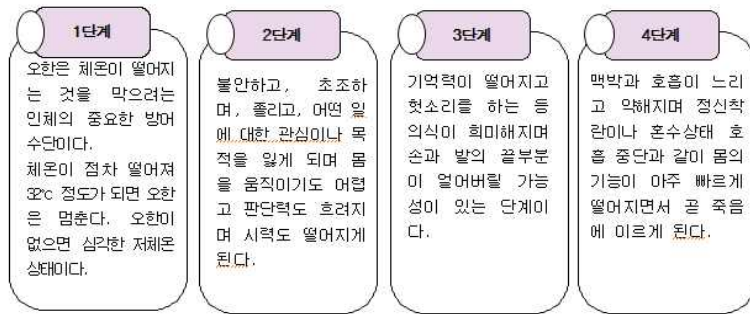 1단계
오한은 체온이 떨어지
는 것을 막으려는
인체의 중요한 방어
수단이다.
체온이 점차 떨어져
32℃ 정도가 되면 오한
은 멈춘다. 오한이
없으면 심각한 저체온
상태이다.
2단계
불안하고, 초조하
며, 졸리고, 어떤 일
에 대한 관심이나 목
적을 잃게 되며 몸
을 움직이기도 어렵
고 판단력도 흐려지
며 시력도 떨어지게
된다.
3단계
기억력이 떨어지고
헛소리를 하는 등
의식이 희미해지며
손과 발의 끝부분
이 얼어버릴 가능
성이 있는 단계이
다.
4단계
맥박과 호흡이 느리
고 약해지며 정신착
란이나 혼수상태 호
흡 중단과 같이 몸의
기능이 아주 빠르게
떨어지면서 곧 죽음
에 이르게 된다.